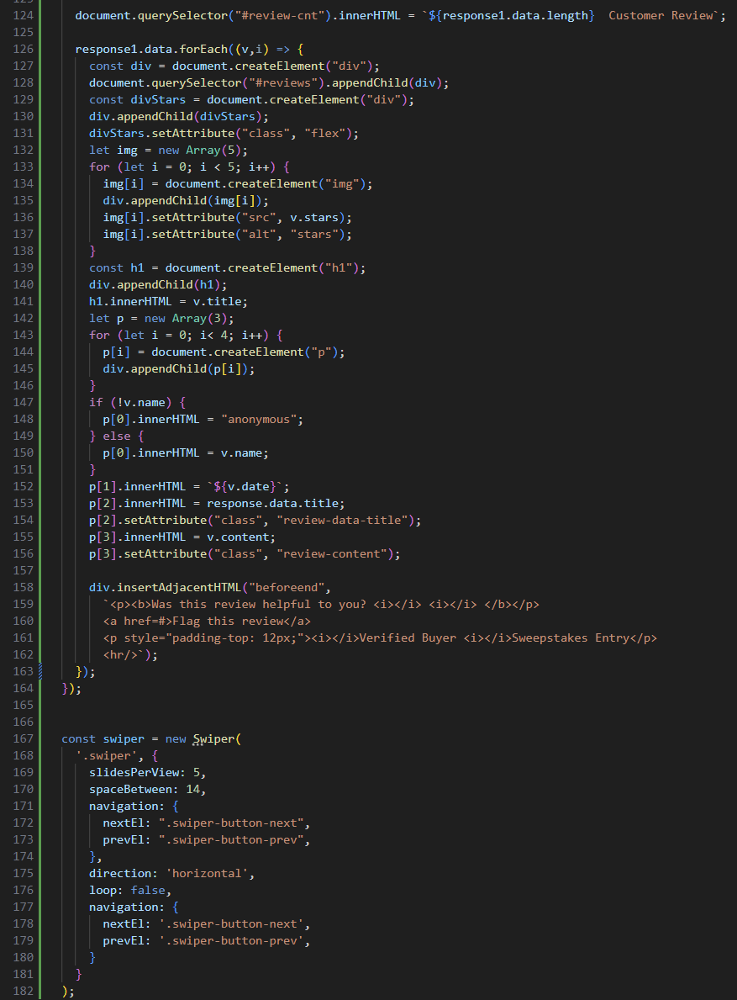 124 document.querySelector("#review-cnt").innerHTML = `${response1.data.length}  Customer Review`;
125
126 response1.data.forEach((v,i) => {
127 const div = document.createElement("div");
128 document.querySelector("#reviews").appendChild(div);
129 const divStars = document.createElement("div");
130 div.appendChild(divStars);
131 divStars.setAttribute("class", "flex");
132 let img = new Array(5);
133 for (let i = 0; i < 5; i++) {
134 img[i] = document.createElement("img");
135 div.appendChild(img[i]);
136 img[i].setAttribute("src", v.stars);
137 img[i].setAttribute("alt", "stars");
138 }
139 const h1 = document.createElement("h1");
140 div.appendChild(h1);
141 h1.innerHTML = v.title;
142 let p = new Array(3);
143 for (let i = 0; i< 4; i++) {
144 p[i] = document.createElement("p");
145 div.appendChild(p[i]);
146 }
147 if (!v.name) {
148 p[0].innerHTML = "anonymous";
149 } else {
150 p[0].innerHTML = v.name;
151 }
152 p[1].innerHTML = `${v.date}`;
153 p[2].innerHTML = response.data.title;
154 p[2].setAttribute("class", "review-data-title");
155 p[3].innerHTML = v.content;
156 p[3].setAttribute("class", "review-content");
157
158 div.insertAdjacentHTML("beforeend",
159 `<p><b>Was this review helpful to you? <i></i> <i></i> </b></p>
160 <a href=#>Flag this review</a>
161 <p style="padding-top: 12px;"><i></i>Verified Buyer <i></i>Sweepstakes Entry</p>
162 <hr/>`);
163 });
164 });
165
166
167 const swiper = new Swiper(
168 '.swiper', {
169 slidesPerView: 5,
170 spaceBetween: 14,
171 navigation: {
172 nextEl: ".swiper-button-next",
173 prevEl: ".swiper-button-prev",
174 },
175 direction: 'horizontal',
176 loop: false,
177 navigation: {
178 nextEl: '.swiper-button-next',
179 prevEl: '.swiper-button-prev',
180 }
181 }
182 );